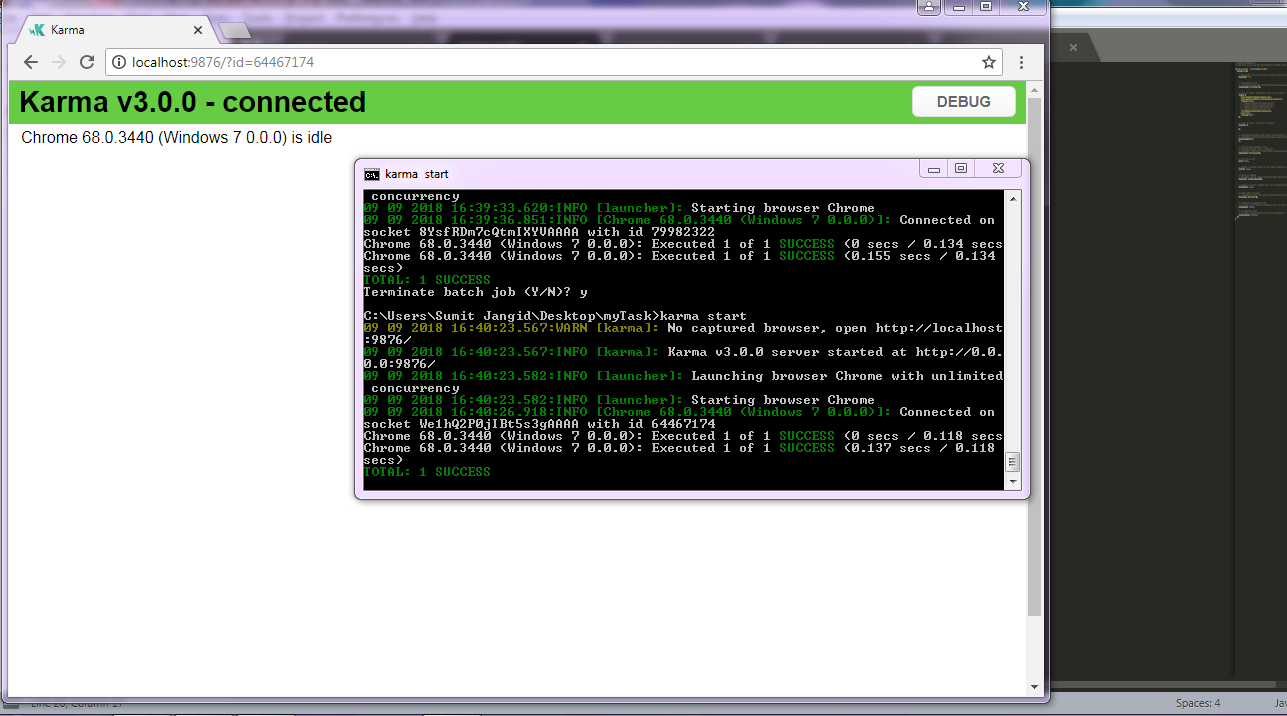 Karma
localhost:9876/?id=64467174
Karma v3.0.0 - connected
DEBUG
Chrome 68.0.3440 (Windows 7 0.0.0) is idle
karma start
concurrency
09 09 2018 16:39:33.620:INFO [launcher]: Starting browser Chrome
09 09 2018 16:39:36.851:INFO [Chrome 68.0.3440 (Windows 7 0.0.0)]: Connected on
socket 8YsfRDm7cQtmIXYVAAAA with id 79982322
Chrome 68.0.3440 (Windows 7 0.0.0): Executed 1 of 1 SUCCESS (0 secs / 0.134 secs
Chrome 68.0.3440 (Windows 7 0.0.0): Executed 1 of 1 SUCCESS (0.155 secs / 0.134
secs)
TOTAL: 1 SUCCESS
Terminate batch job (Y/N)? y
C:\Users\Sumit Jangid\Desktop\myTask>karma start
09 09 2018 16:40:23.567:WARN [karma]: No captured browser, open http://localhost
:9876/
09 09 2018 16:40:23.567:INFO [karma]: Karma v3.0.0 server started at http://0.0.
0.0:9876/
09 09 2018 16:40:23.582:INFO [launcher]: Launching browser Chrome with unlimited
concurrency
09 09 2018 16:40:23.582:INFO [launcher]: Starting browser Chrome
09 09 2018 16:40:26.918:INFO [Chrome 68.0.3440 (Windows 7 0.0.0)]: Connected on
socket We1hQ2P0jIBt5s3gAAAA with id 64467174
Chrome 68.0.3440 (Windows 7 0.0.0): Executed 1 of 1 SUCCESS (0 secs / 0.118 secs
Chrome 68.0.3440 (Windows 7 0.0.0): Executed 1 of 1 SUCCESS (0.137 secs / 0.118
secs)
TOTAL: 1 SUCCESS
Spaces: 4